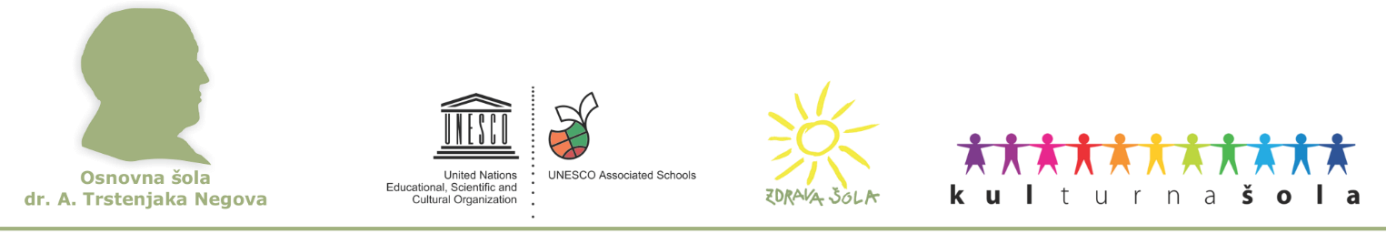 Osnovna šola
dr. A. Trstenjaka Negova
UNESCO
United Nations
Educational, Scientific and
Cultural Organization
UNESCO Associated Schools
ZDRAVA ŠOLA
kulturnašola